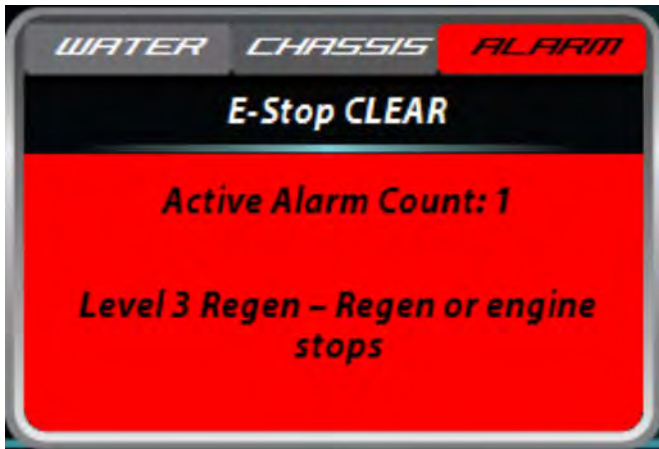 WATER CHASSIS ALARM
E-Stop CLEAR
Active Alarm Count: 1
Level 3 Regen – Regen or engine
stops